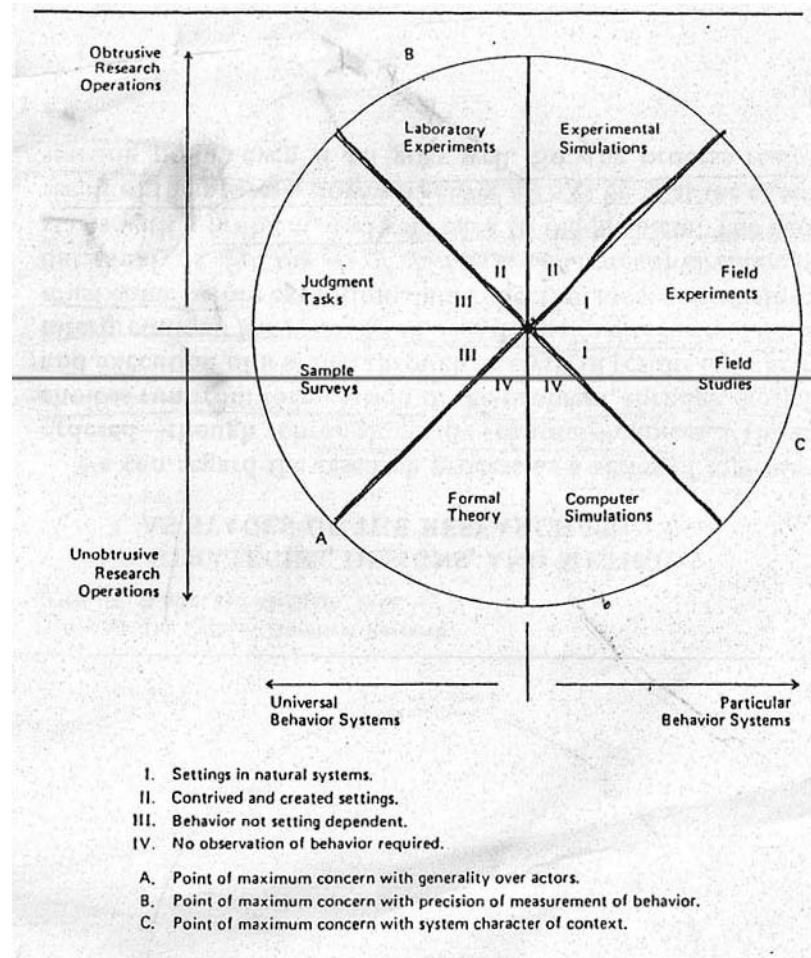 Obtrusive
Research
Operations
B
Laboratory
Experiments
Experimental
Simulations
II
II
Judgment
Tasks
III
I
Field
Experiments
Sample
Surveys
III
I
Field
Studies
IV
IV
C
Formal
Theory
Computer
Simulations
A
Unobtrusive
Research
Operations
Universal
Behavior Systems
Particular
Behavior Systems
I. Settings in natural systems.
II. Contrived and created settings.
III. Behavior not setting dependent.
IV. No observation of behavior required.
A. Point of maximum concern with generality over actors.
B. Point of maximum concern with precision of measurement of behavior.
C. Point of maximum concern with system character of context.